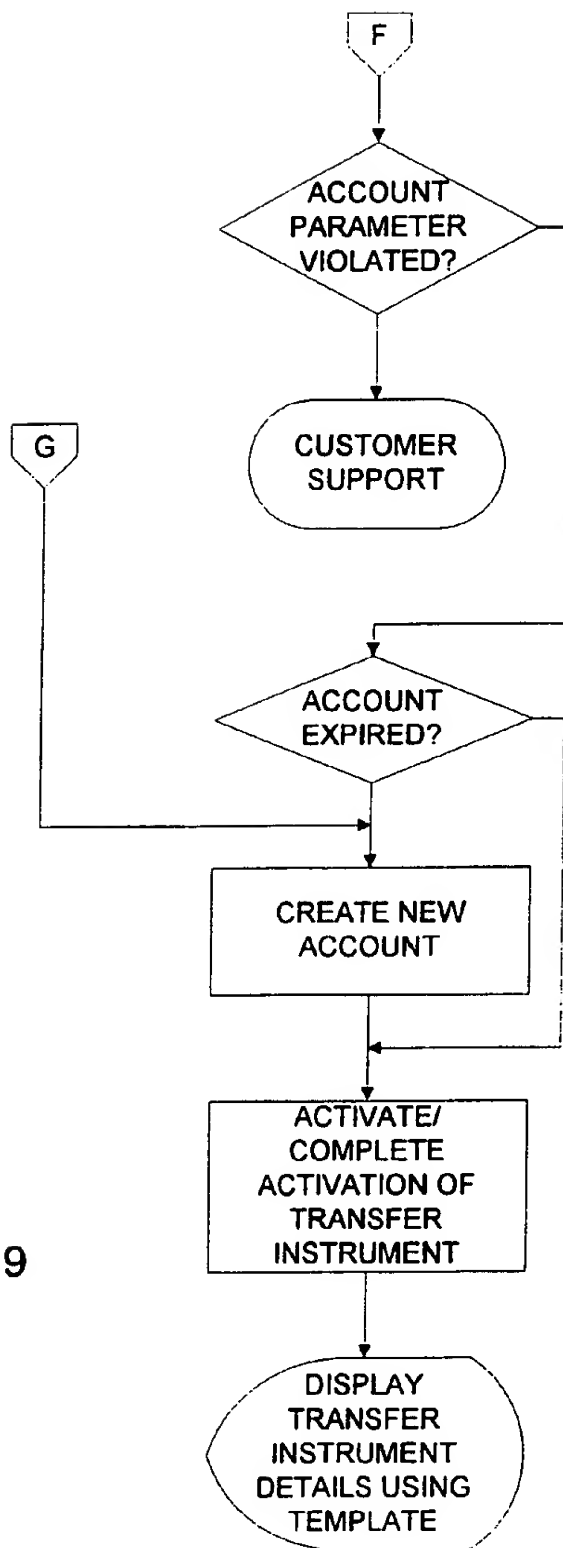 F
ACCOUNT
PARAMETER
VIOLATED?
CUSTOMER
SUPPORT
G
ACCOUNT
EXPIRED?
CREATE NEW
ACCOUNT
ACTIVATE/
COMPLETE
ACTIVATION OF
TRANSFER
INSTRUMENT
9
DISPLAY
TRANSFER
INSTRUMENT
DETAILS USING
TEMPLATE